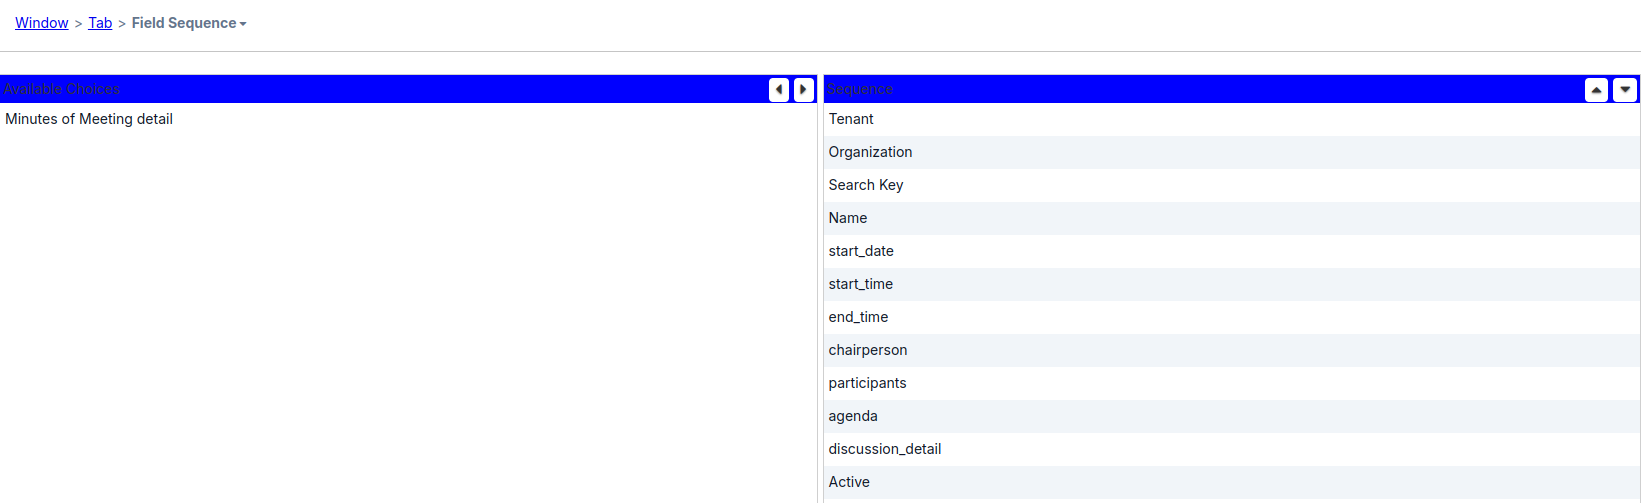 Window > Tab > Field Sequence
Available Choices
Minutes of Meeting detail
Sequence
Tenant
Organization
Search Key
Name
start_date
start_time
end_time
chairperson
participants
agenda
discussion_detail
Active